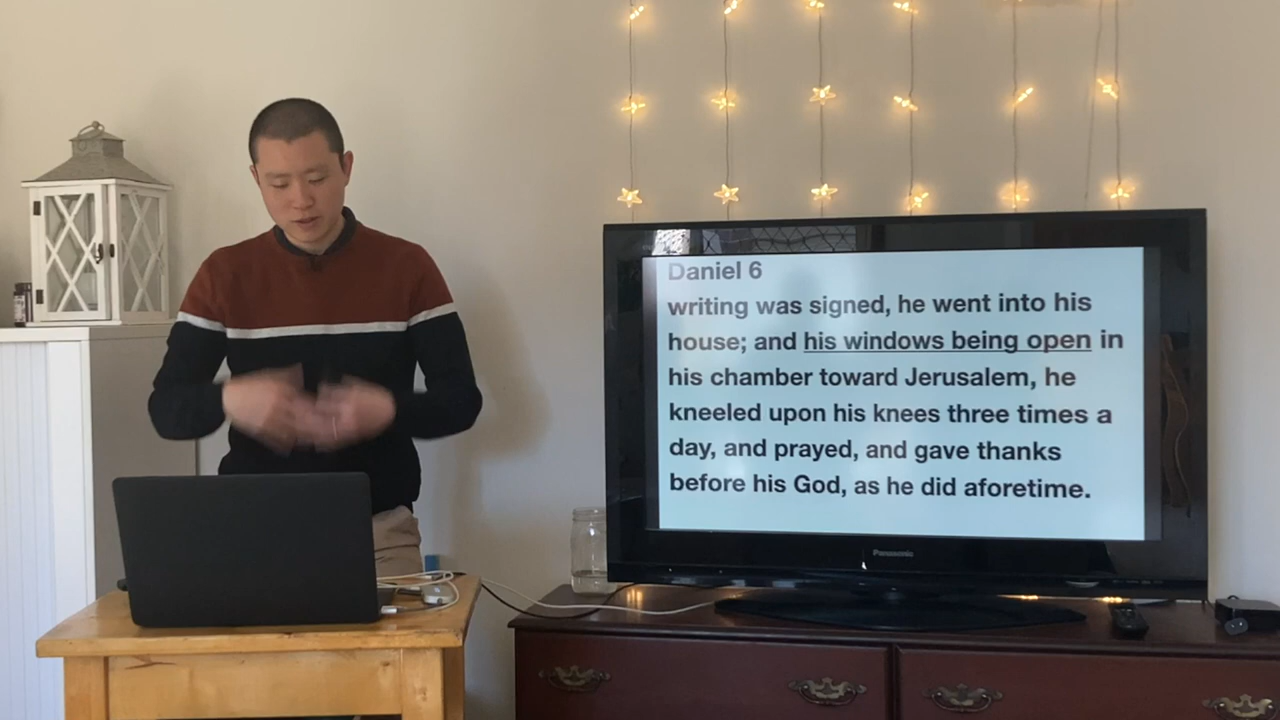 Daniel 6
writing was signed, he went into his
house; and his windows being open in
his chamber toward Jerusalem, he
kneeled upon his knees three times a
day, and prayed, and gave thanks
before his God, as he did aforetime.
Panasonic